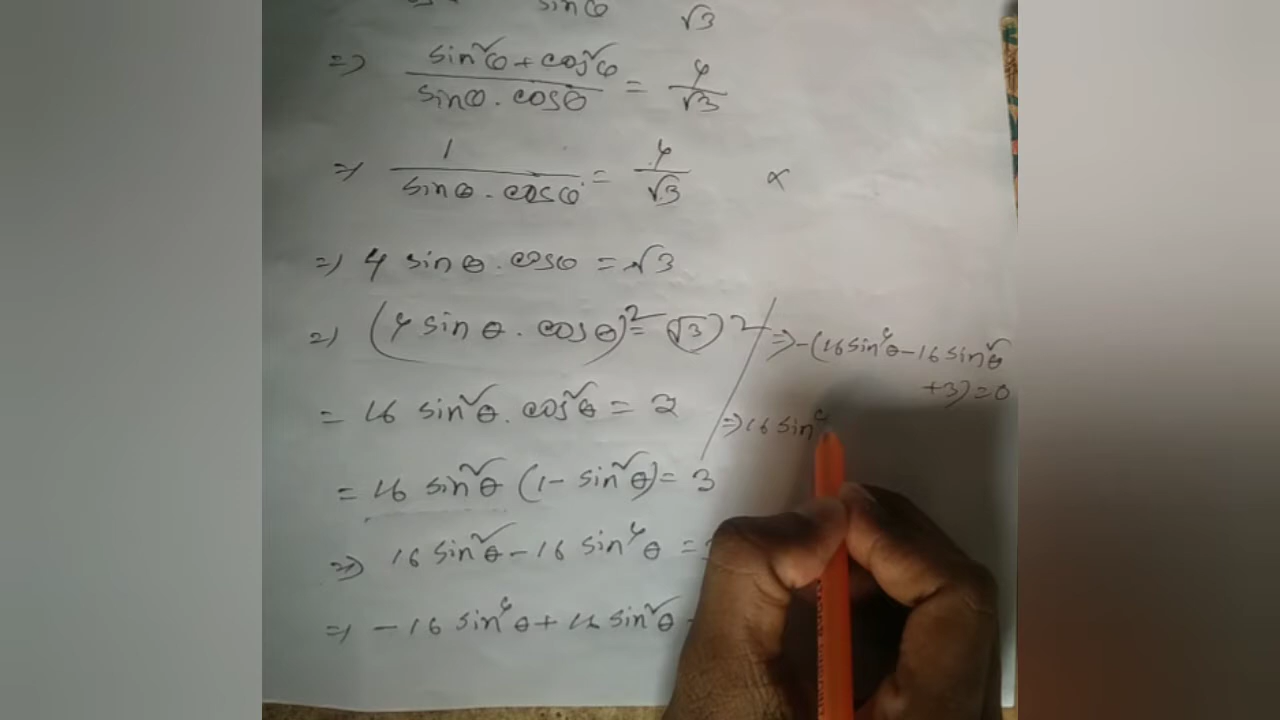 sinθ √3
=> sin²θ + cos²θ / sinθ . cosθ = 4/√3
=> 1 / sinθ . cosθ = 4/√3 ∝
=> 4 sinθ . cosθ = √3
=> (4 sinθ . cosθ)² = (√3)²
= 16 sin²θ . cos²θ = 3
= 16 sin²θ (1 - sin²θ) = 3
=> 16 sin²θ - 16 sin⁴θ =
=> - 16 sin⁴θ + 16 sin²θ -
=> -(16 sin⁴θ - 16 sin²θ
+3) = 0
=> 16 sin⁴